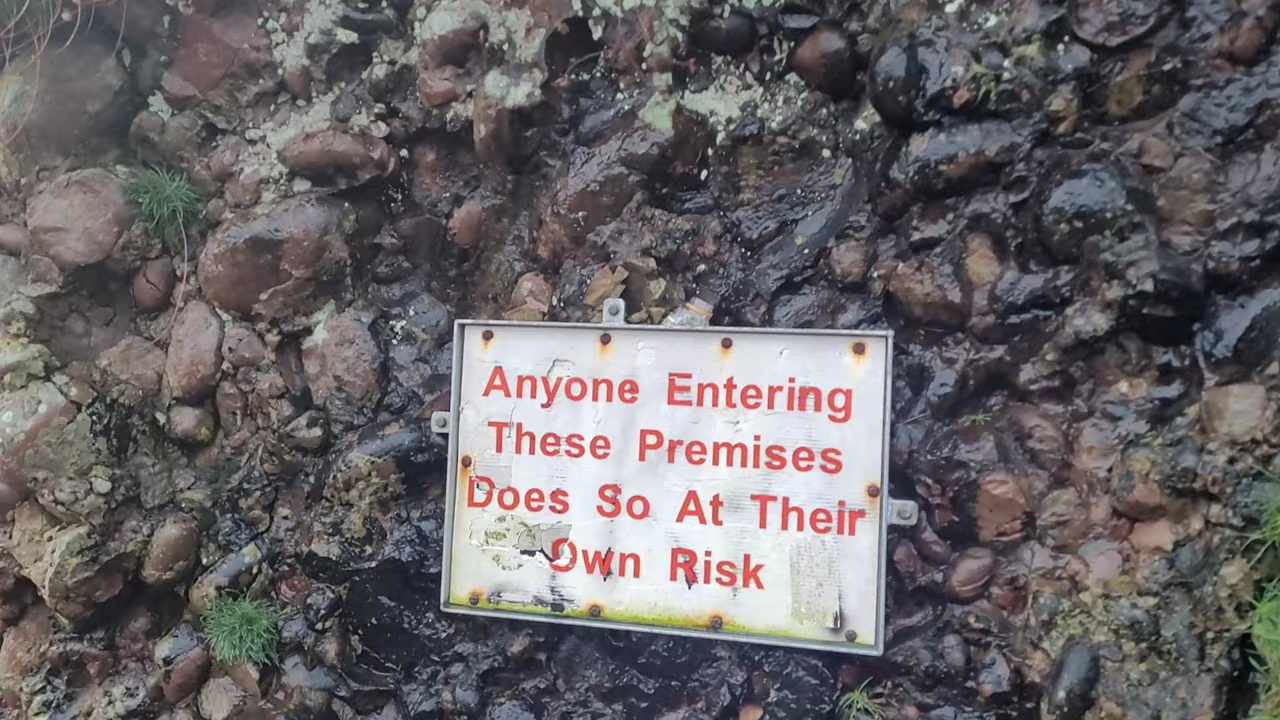 Anyone Entering
These Premises
Does So At Their
Own Risk